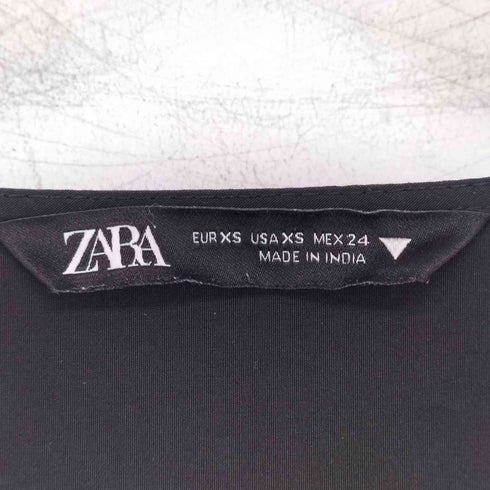 ZARA
EUR XS USA XS MEX 24
MADE IN INDIA